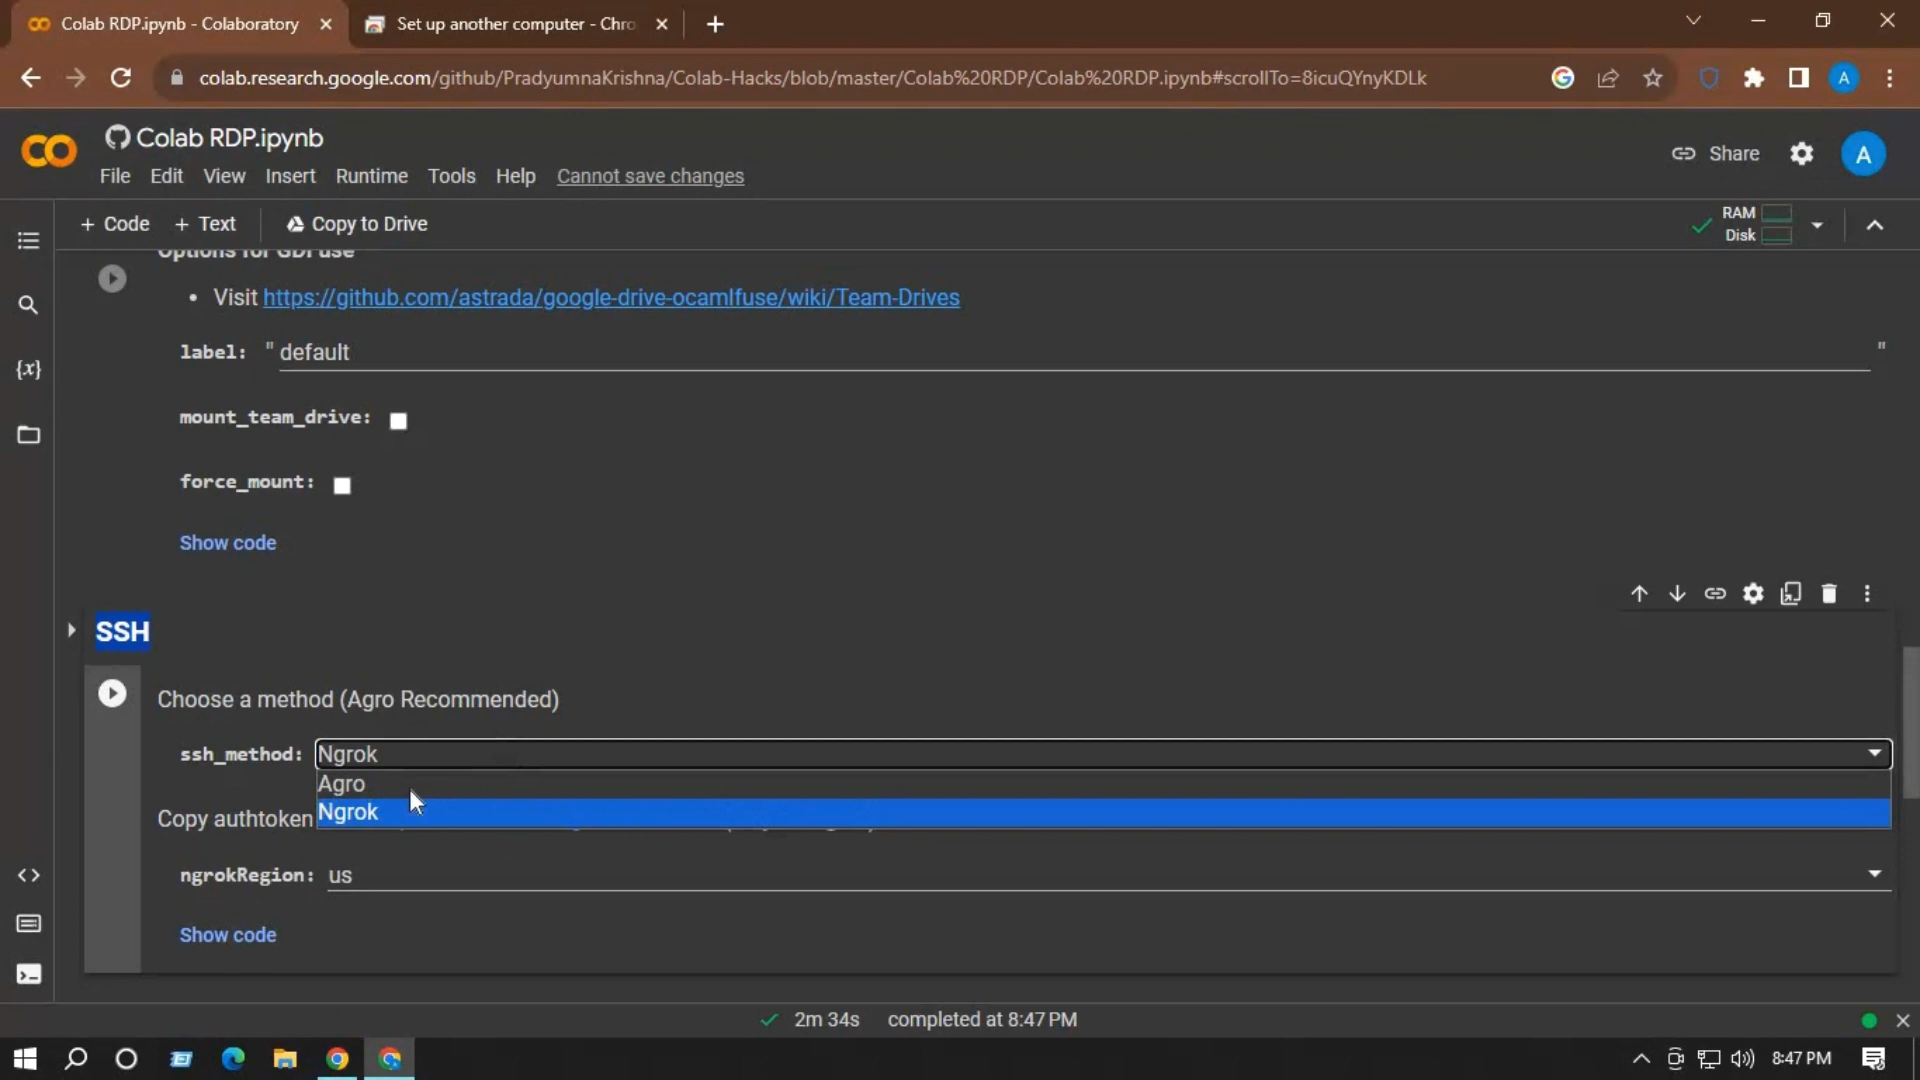 Colab RDP.ipynb - Colaboratory
Set up another computer - Chro
colab.research.google.com/github/PradyumnaKrishna/Colab-Hacks/blob/master/Colab%20RDP/Colab%20RDP.ipynb#scrollTo=8icuQYnyKDLk
A
Colab RDP.ipynb
Share
A
File Edit View Insert Runtime Tools Help Cannot save changes
+ Code + Text Copy to Drive
RAM
Disk
Options for GDFuse
• Visit https://github.com/astrada/google-drive-ocamlfuse/wiki/Team-Drives
label: " default "
mount_team_drive:
force_mount:
Show code
SSH
Choose a method (Agro Recommended)
ssh_method: Ngrok
Agro
Ngrok
Copy authtoken
ngrokRegion: us
Show code
2m 34s completed at 8:47 PM
8:47 PM